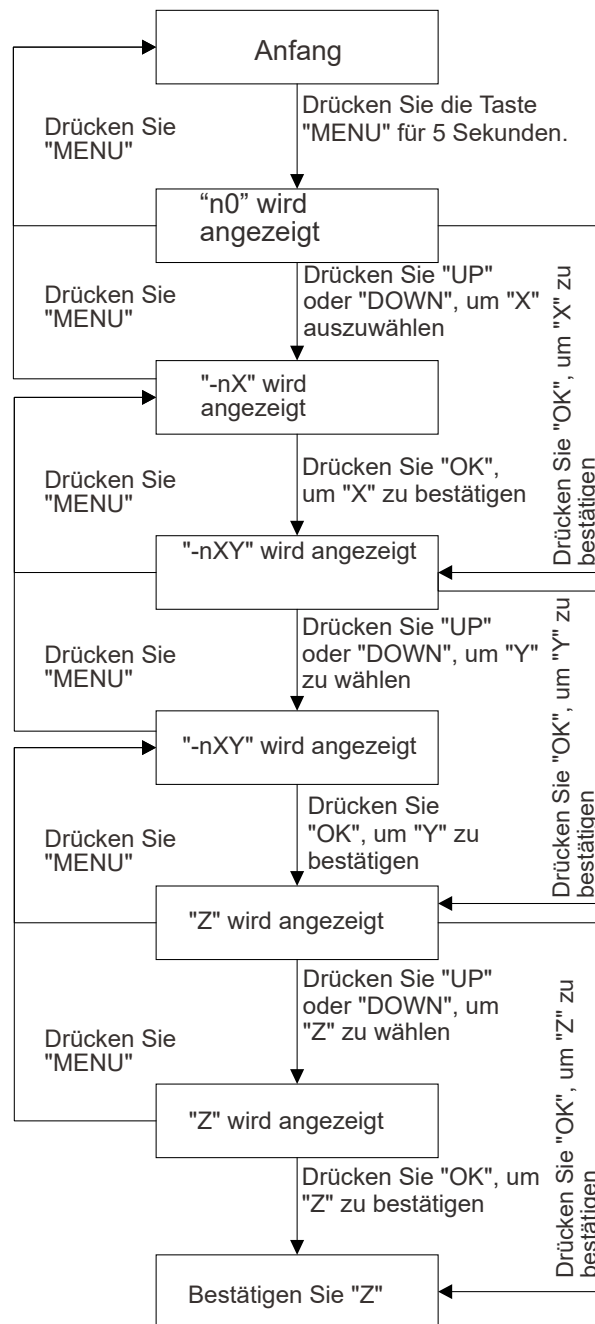 Anfang
Drücken Sie die Taste
"MENU" für 5 Sekunden.
Drücken Sie
"MENU"
“n0” wird
angezeigt
Drücken Sie "UP"
oder "DOWN", um "X"
auszuwählen
Drücken Sie
"MENU"
Drücken Sie "OK", um "X" zu
bestätigen
"-nX" wird
angezeigt
Drücken Sie "OK",
um "X" zu bestätigen
Drücken Sie
"MENU"
"-nXY" wird angezeigt
Drücken Sie "UP"
oder "DOWN", um "Y"
zu wählen
Drücken Sie
"MENU"
Drücken Sie "OK", um "Y" zu
bestätigen
"-nXY" wird angezeigt
Drücken Sie
"OK", um "Y" zu
bestätigen
Drücken Sie
"MENU"
"Z" wird angezeigt
Drücken Sie "UP"
oder "DOWN", um
"Z" zu wählen
Drücken Sie
"MENU"
Drücken Sie "OK", um "Z" zu
bestätigen
"Z" wird angezeigt
Drücken Sie "OK", um
"Z" zu bestätigen
Bestätigen Sie "Z"